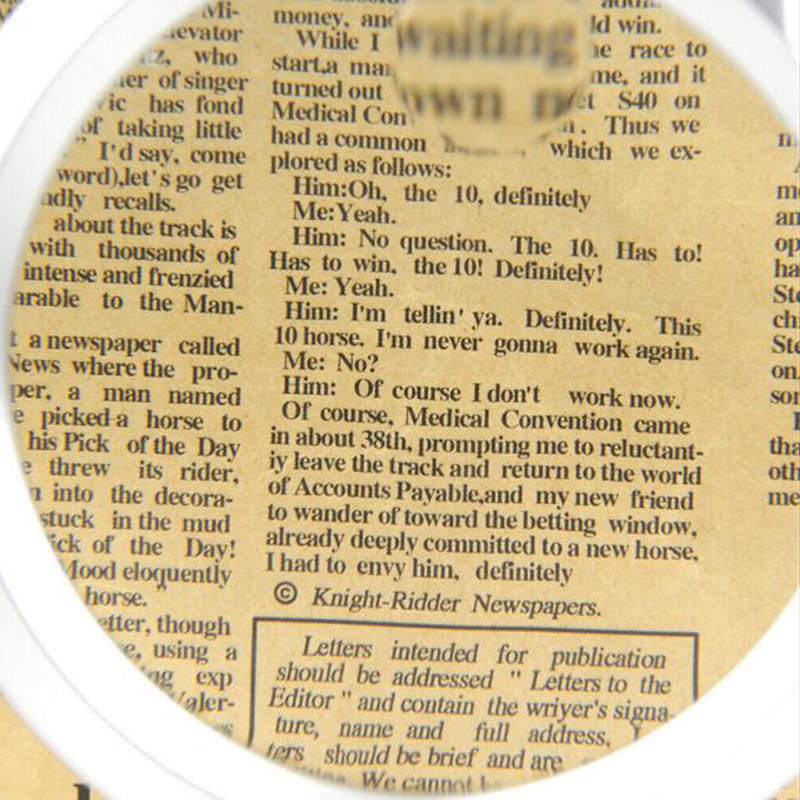 Mi-
levator
who
of singer
ic has fond
of taking little
" I'd say, come
word),let's go get
recalls.
about the track is
with thousands of
intense and frenzied
to the Man-
a newspaper called
News where the pro-
a man named
picked a horse to
his Pick of the Day
threw its rider,
into the decora-
stuck in the mud
of the Day!
Mood eloquently
horse."
though
using a
exp
money, and
While I
start,a
turned out
Medical Con
had a common
plored as follows:
Him:Oh, the 10, definitely
Me:Yeah.
Him: No question. The 10. Has to!
Has to win, the 10! Definitely!
Me: Yeah.
Him: I'm tellin' ya. Definitely. This
10 horse. I'm never gonna work again.
Me: No?
Him: Of course I don't work now.
Of course, Medical Convention came
in about 38th, prompting me to reluctant-
iy leave the track and return to the world
of Accounts Payable,and my new friend
to wander of toward the betting window,
already deeply committed to a new horse.
I had to envy him, definitely
© Knight-Ridder Newspapers.
waiting
own
win.
race to
me, and it
S40 on
Thus we
which we ex-
Letters intended for publication
should be addressed " Letters to the
Editor " and contain the wriyer's signa-
ture, name and full address.
ters should be brief and are
We cannot